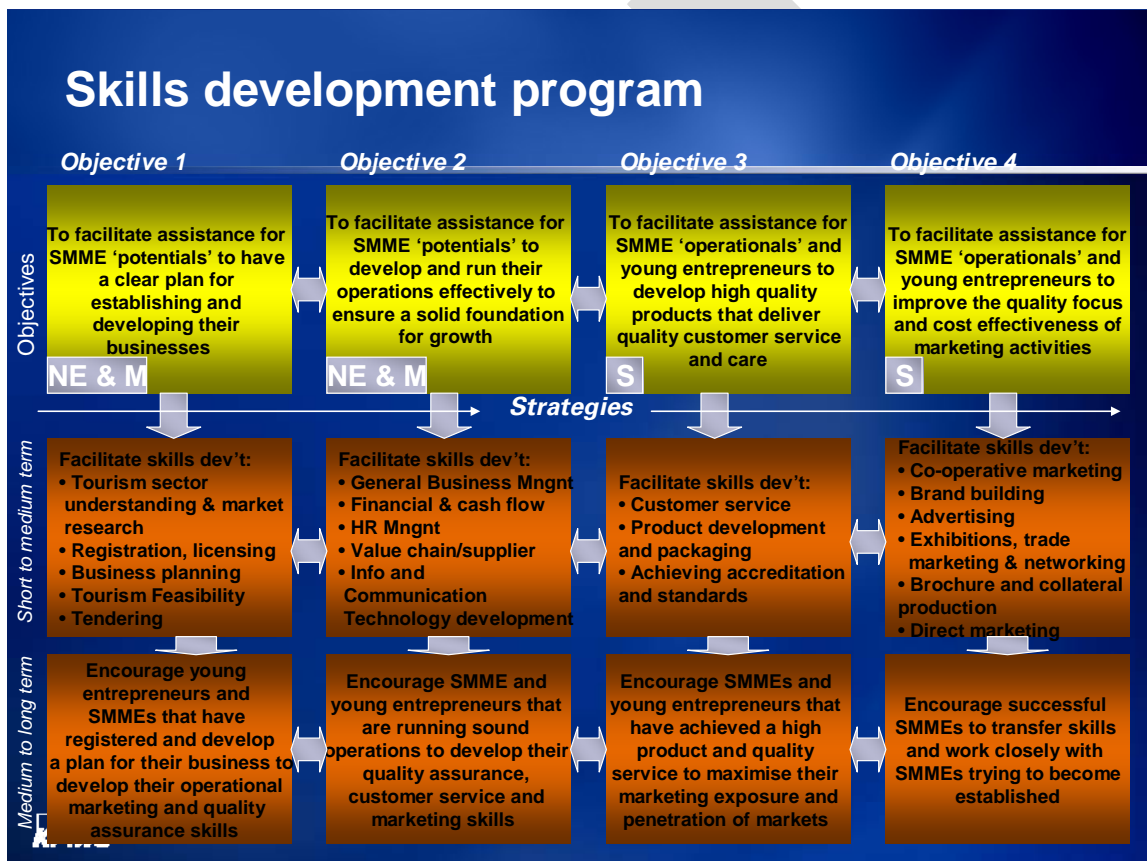 Skills development program
Objective 1
Objective 2
Objective 3
Objective 4
Objectives
To facilitate assistance for
SMME ‘potentials’ to have
a clear plan for
establishing and
developing their
businesses
NE & M
To facilitate assistance for
SMME ‘potentials’ to
develop and run their
operations effectively to
ensure a solid foundation
for growth
NE & M
To facilitate assistance for
SMME ‘operationals’ and
young entrepreneurs to
develop high quality
products that deliver
quality customer service
and care
S
To facilitate assistance for
SMME ‘operationals’ and
young entrepreneurs to
improve the quality focus
and cost effectiveness of
marketing activities
S
Strategies
Short to medium term
Facilitate skills dev’t:
• Tourism sector
understanding & market
research
• Registration, licensing
• Business planning
• Tourism Feasibility
• Tendering
Facilitate skills dev’t:
• General Business Mngnt
• Financial & cash flow
• HR Mngnt
• Value chain/supplier
• Info and
Communication
Technology development
Facilitate skills dev’t:
• Customer service
• Product development
and packaging
• Achieving accreditation
and standards
Facilitate skills dev’t:
• Co-operative marketing
• Brand building
• Advertising
• Exhibitions, trade
marketing & networking
• Brochure and collateral
production
• Direct marketing
Medium to long term
Encourage young
entrepreneurs and
SMMEs that have
registered and develop
a plan for their business to
develop their operational
marketing and quality
assurance skills
Encourage SMME and
young entrepreneurs that
are running sound
operations to develop their
quality assurance,
customer service and
marketing skills
Encourage SMMEs and
young entrepreneurs that
have achieved a high
product and quality
service to maximise their
marketing exposure and
penetration of markets
Encourage successful
SMMEs to transfer skills
and work closely with
SMMEs trying to become
established